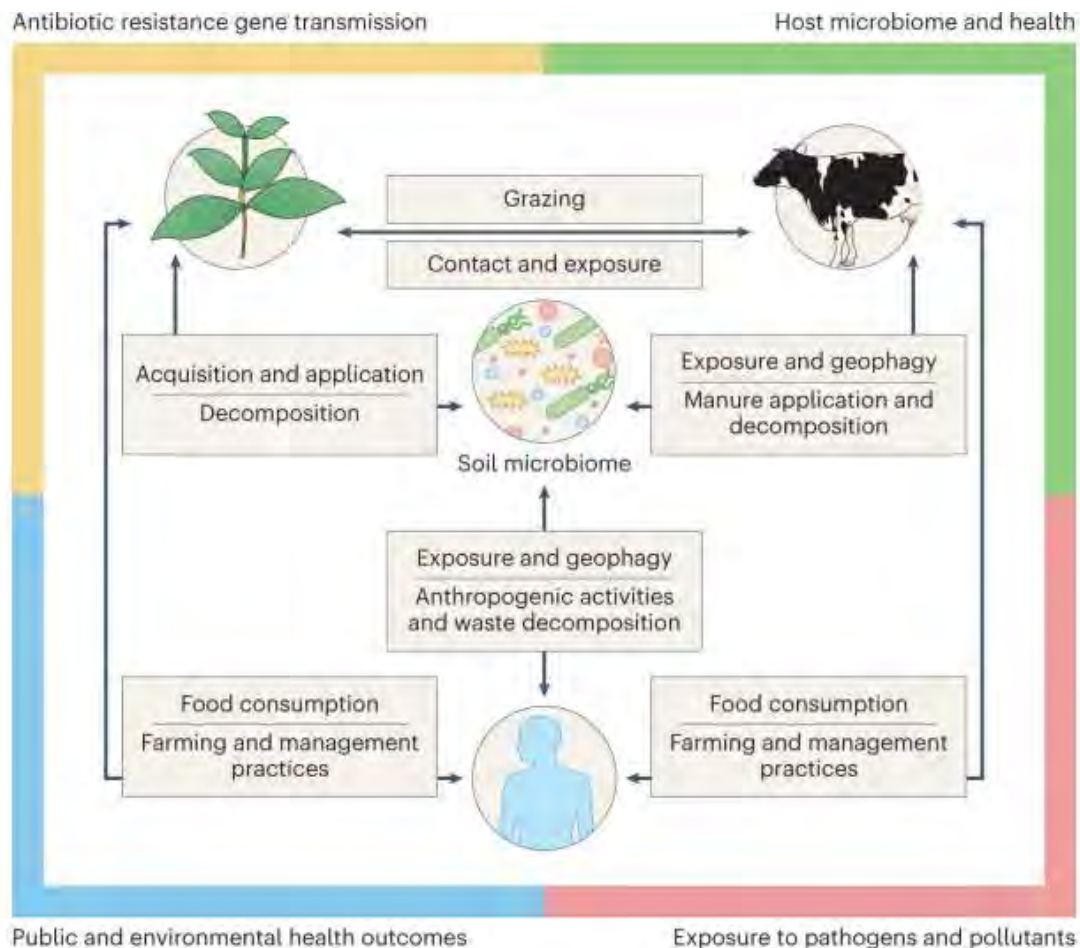 Antibiotic resistance gene transmission
Host microbiome and health
Grazing
Contact and exposure
Acquisition and application
Decomposition
Exposure and geophagy
Manure application and
decomposition
Soil microbiome
Exposure and geophagy
Anthropogenic activities
and waste decomposition
Food consumption
Farming and management
practices
Food consumption
Farming and management
practices
Public and environmental health outcomes
Exposure to pathogens and pollutants